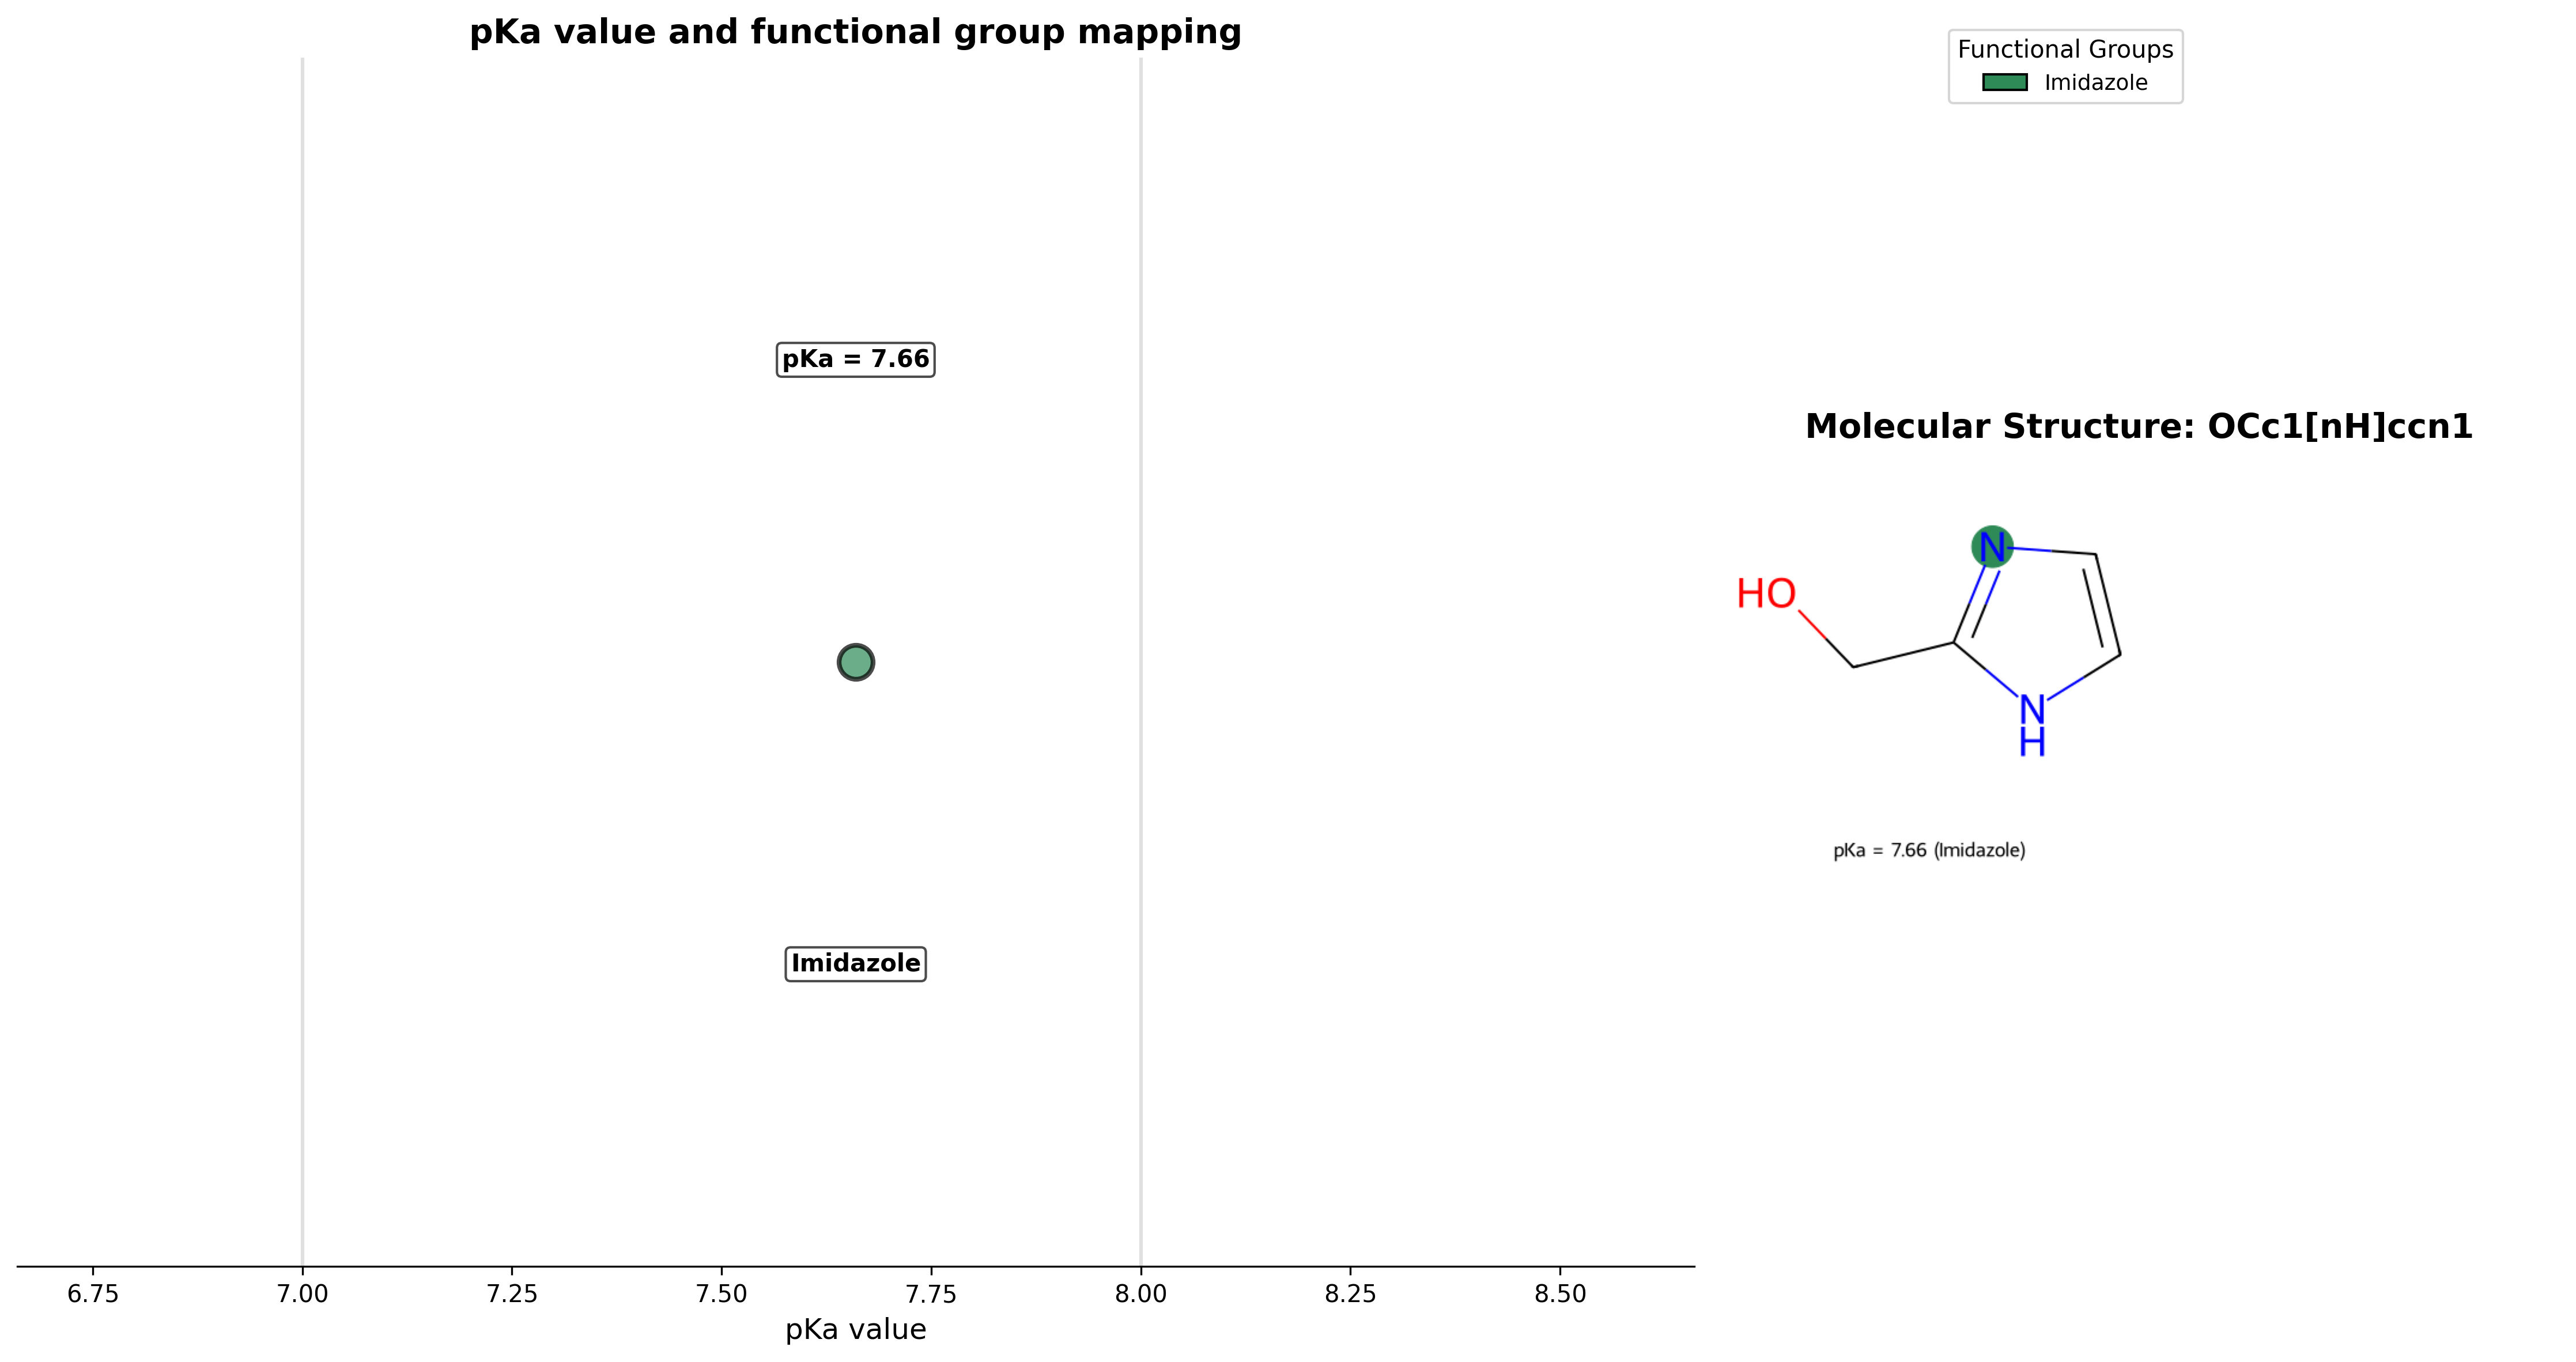 pKa value and functional group mapping
pKa = 7.66
Imidazole
6.75 7.00 7.25 7.50 7.75 8.00 8.25 8.50
pKa value
Functional Groups
Imidazole
Molecular Structure: OCc1[nH]ccn1
N
HO
N
H
pKa = 7.66 (Imidazole)